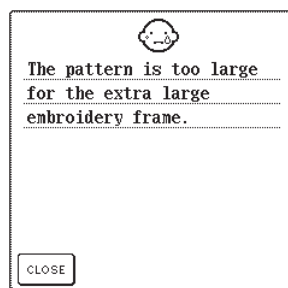 The pattern is too large
for the extra large
embroidery frame.
CLOSE